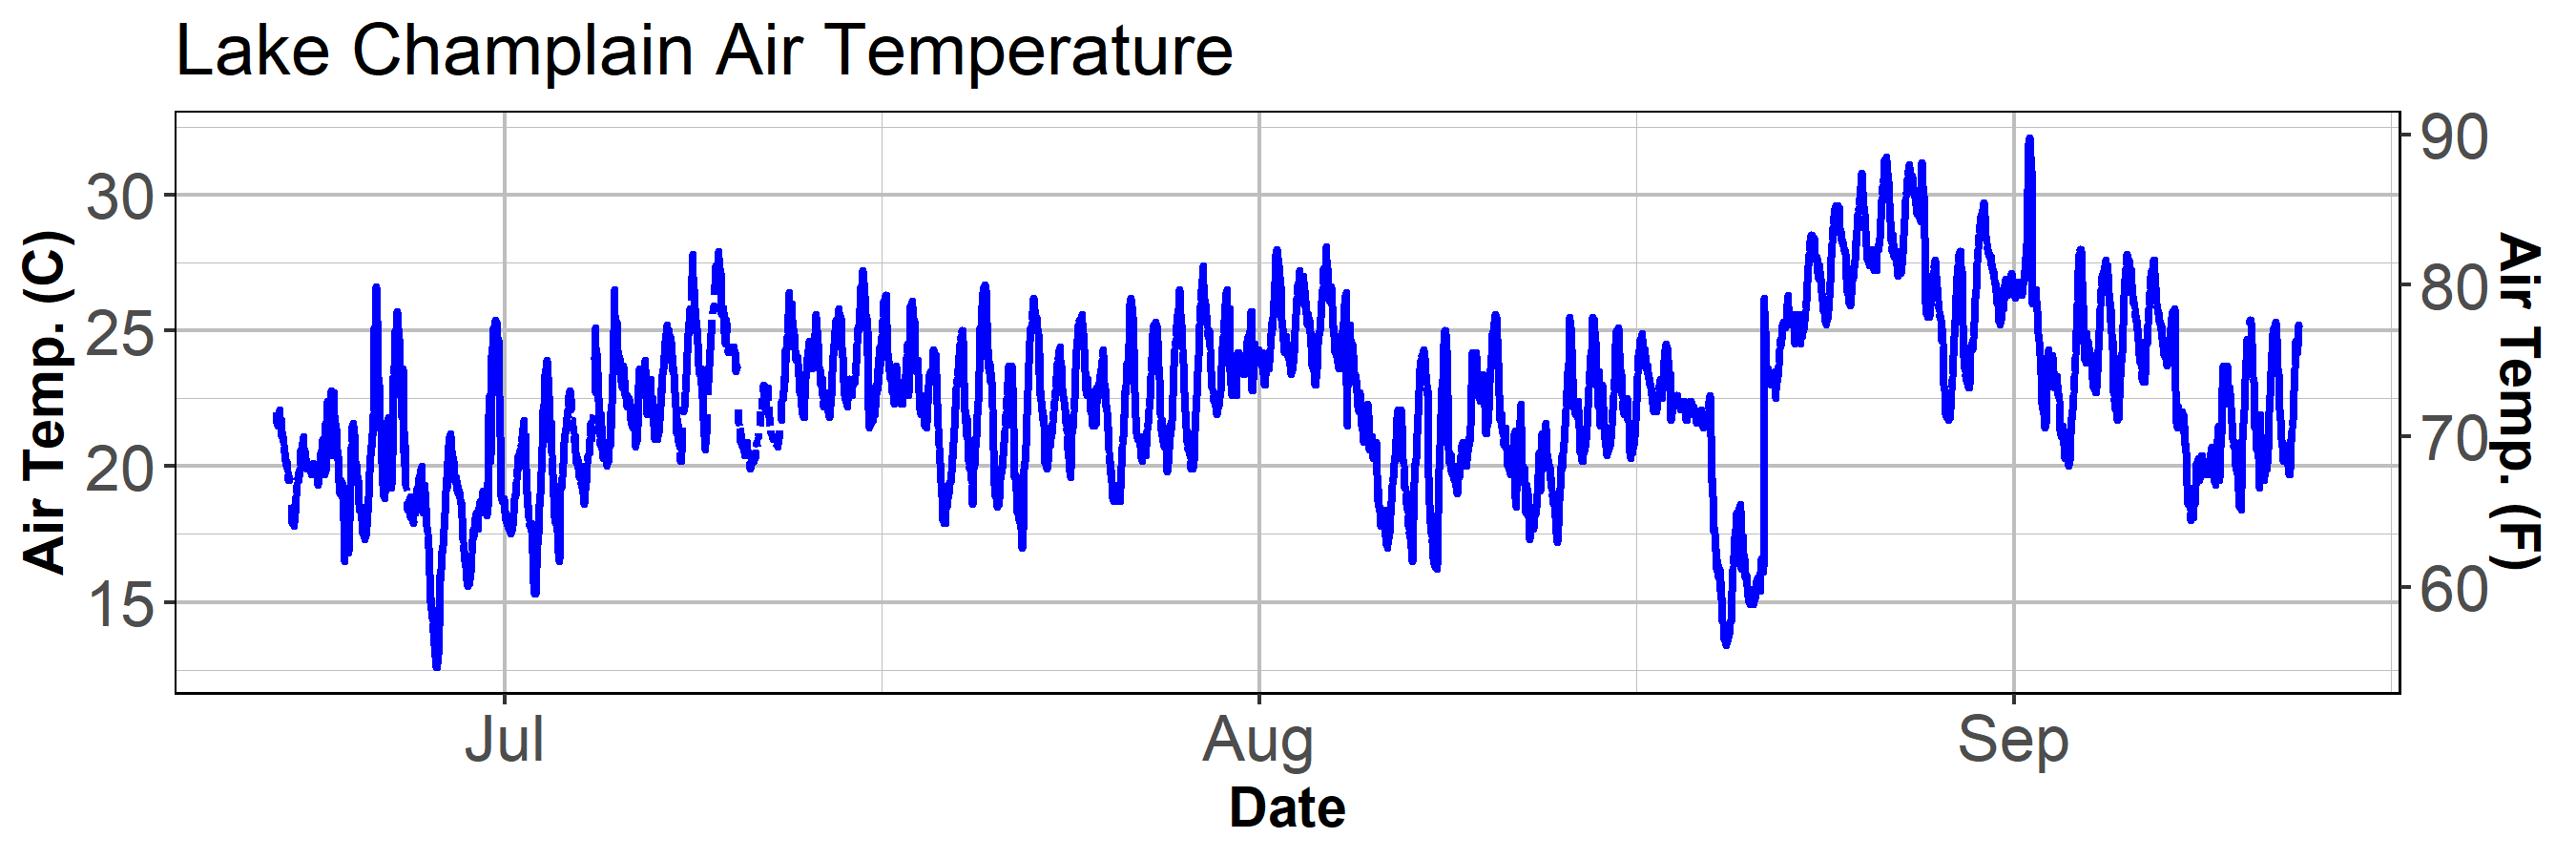 Lake Champlain Air Temperature
Air Temp. (C)
30
25
20
15
90
80
70
60
Air Temp. (F)
Jul
Aug
Sep
Date